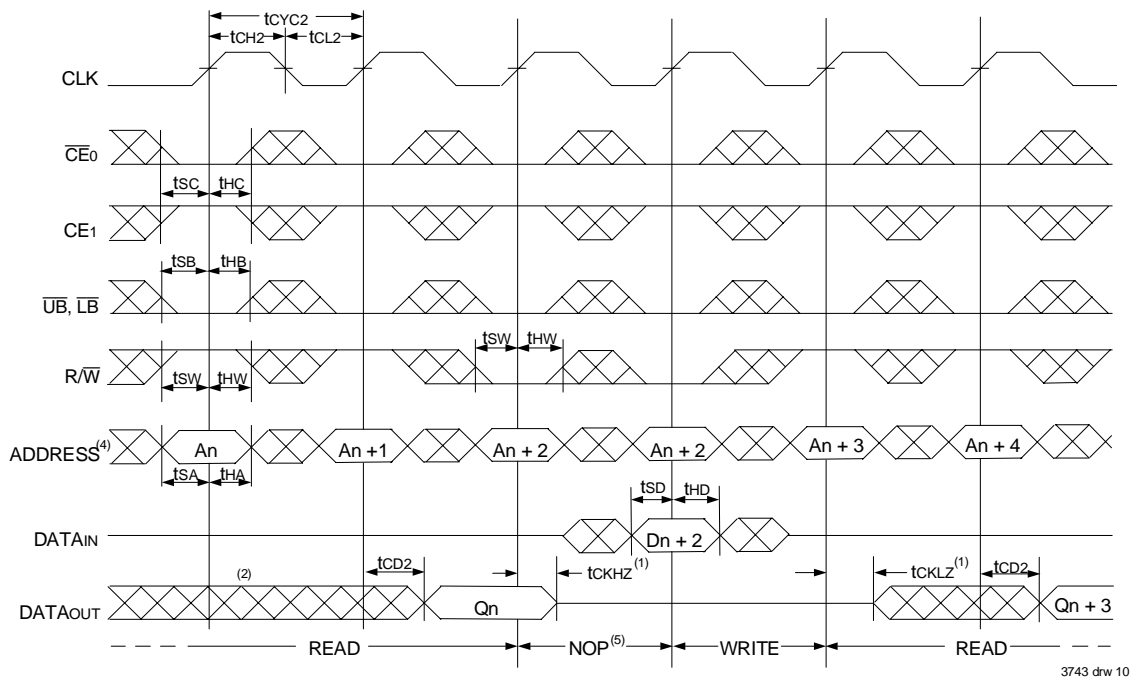 tCYC2
tCH2 tCL2
CLK
CE0
tSC tHC
CE1
tSB tHB
UB, LB
tSW tHW
R/W
tSW tHW
ADDRESS(4) An An + 1 An + 2 An + 2 An + 3 An + 4
tSA tHA
tSD tHD
DATAIN Dn + 2
tCD2 tCKHZ(1) tCKLZ(1) tCD2
(2)
DATAOUT Qn Qn + 3
READ NOP(5) WRITE READ
3743 drw 10